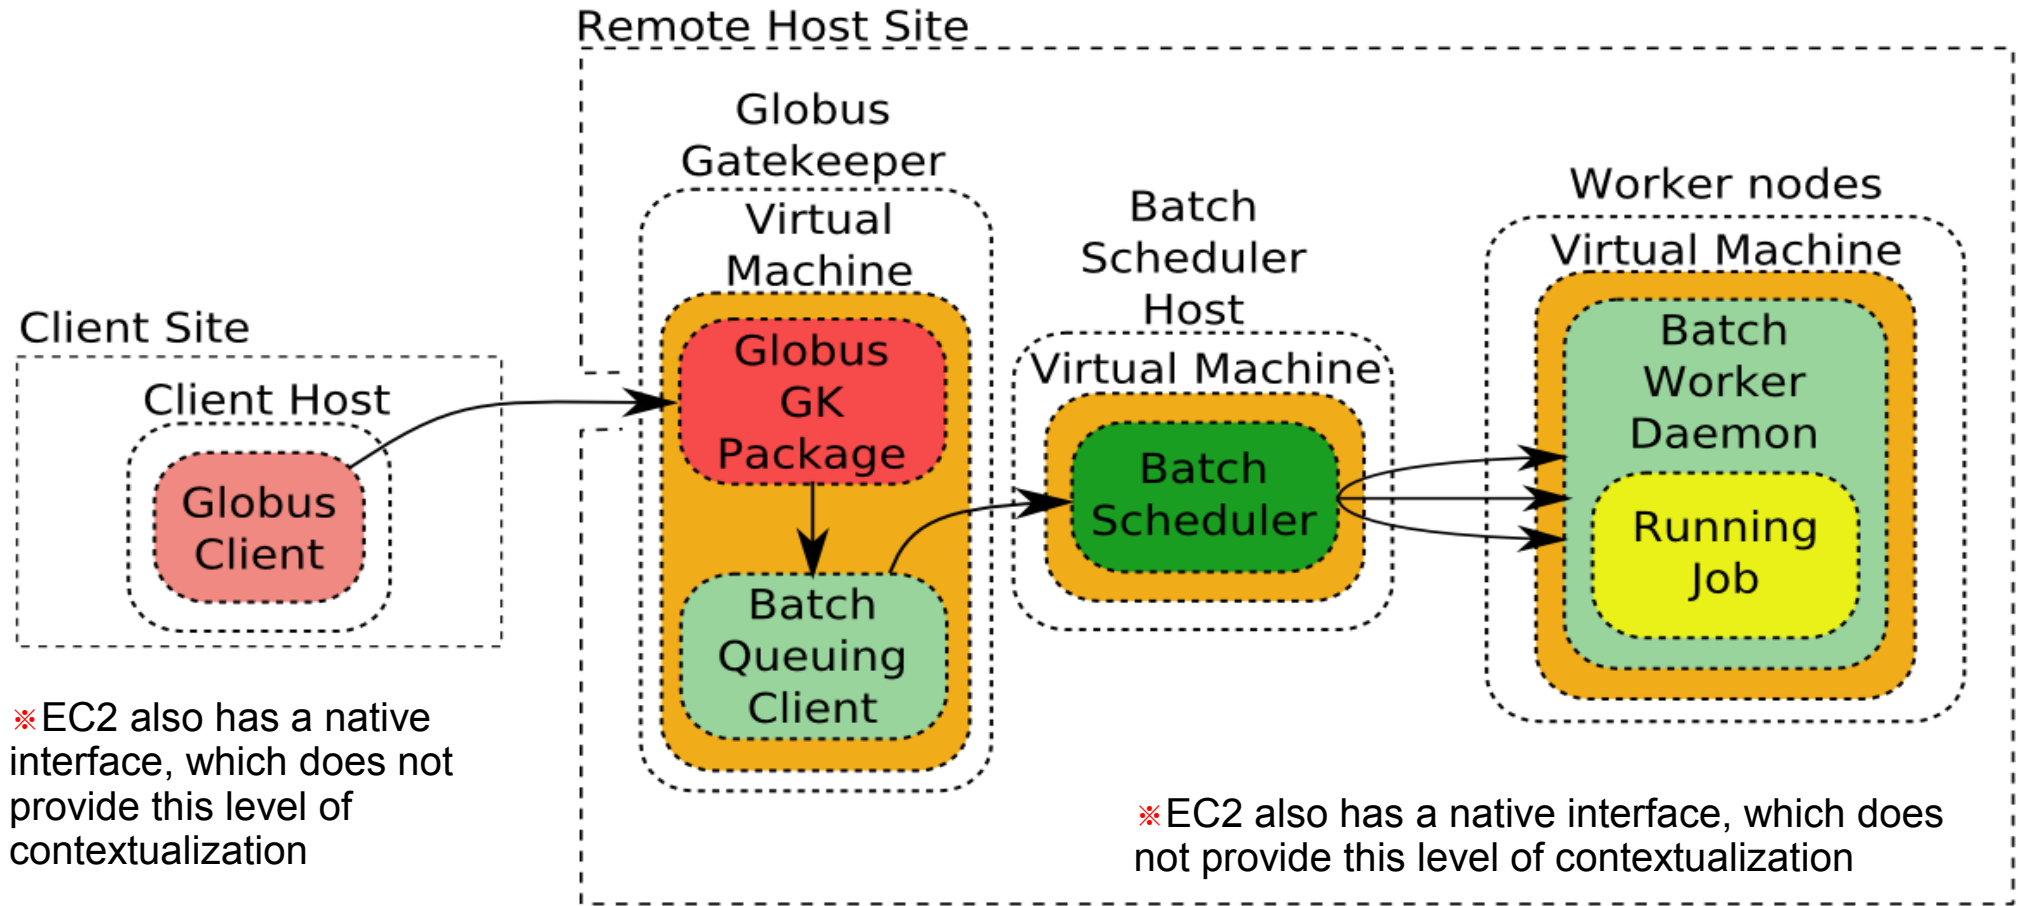 Remote Host Site
Globus
Gatekeeper
Virtual
Machine
Globus
GK
Package
Batch
Queuing
Client
Batch
Scheduler
Host
Virtual Machine
Batch
Scheduler
Worker nodes
Virtual Machine
Batch
Worker
Daemon
Running
Job
Client Site
Client Host
Globus
Client
※EC2 also has a native
interface, which does not
provide this level of
contextualization
※EC2 also has a native interface, which does
not provide this level of contextualization